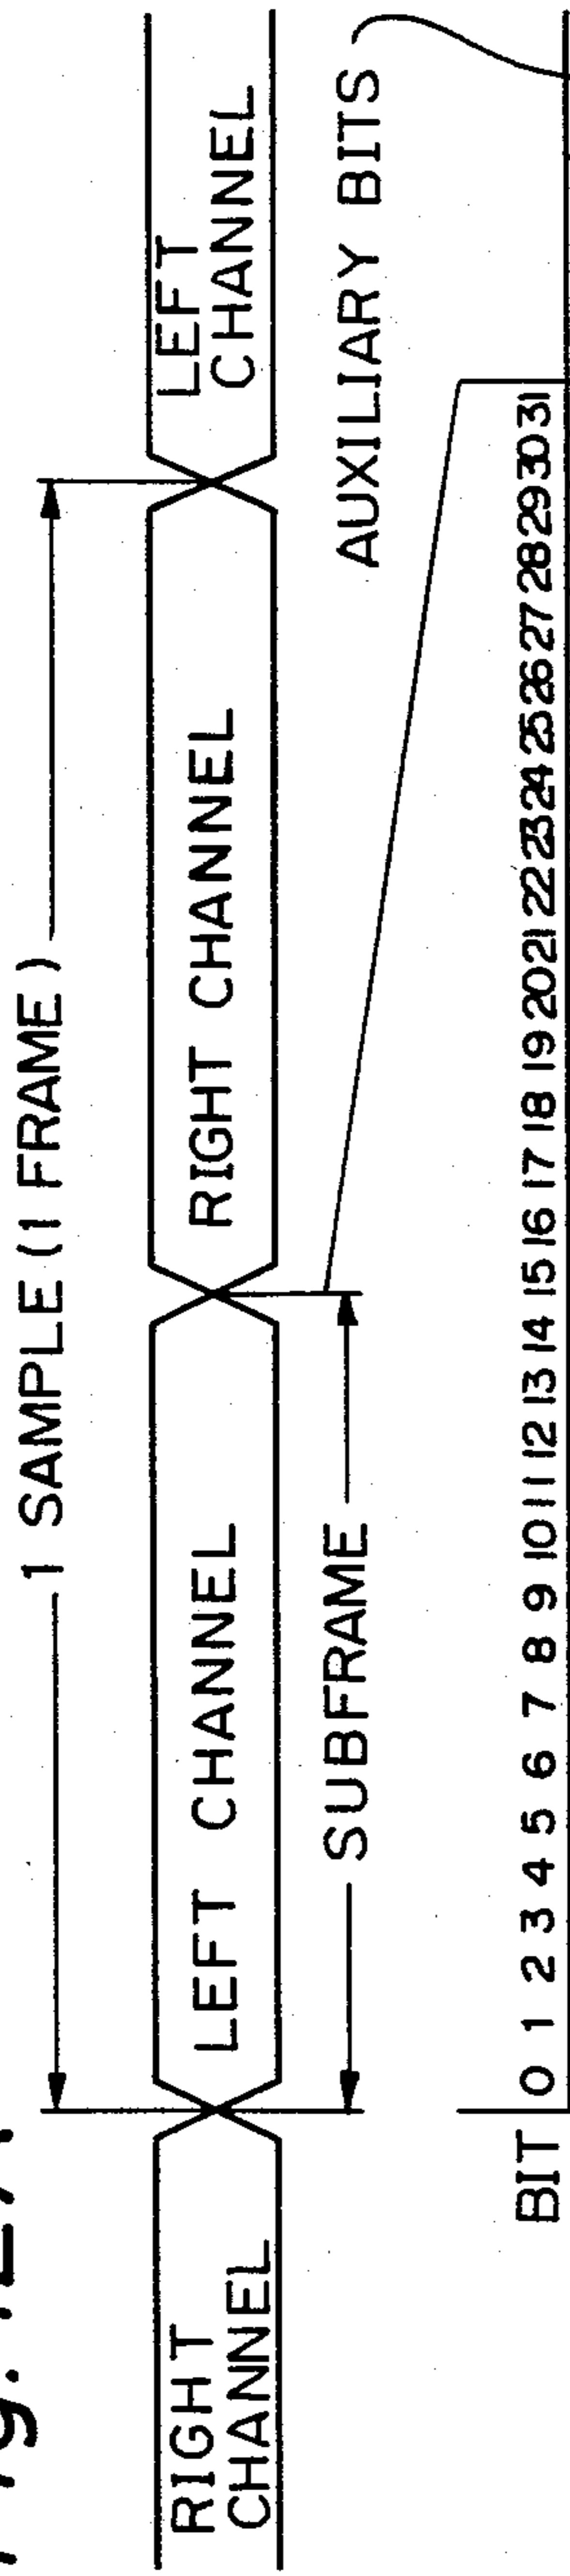 1 SAMPLE (1 FRAME)
RIGHT
CHANNEL
LEFT CHANNEL
RIGHT CHANNEL
LEFT
CHANNEL
SUBFRAME
AUXILIARY BITS
BIT 0 1 2 3 4 5 6 7 8 9 10 11 12 13 14 15 16 17 18 19 20 21 22 23 24 25 26 27 28 29 30 31